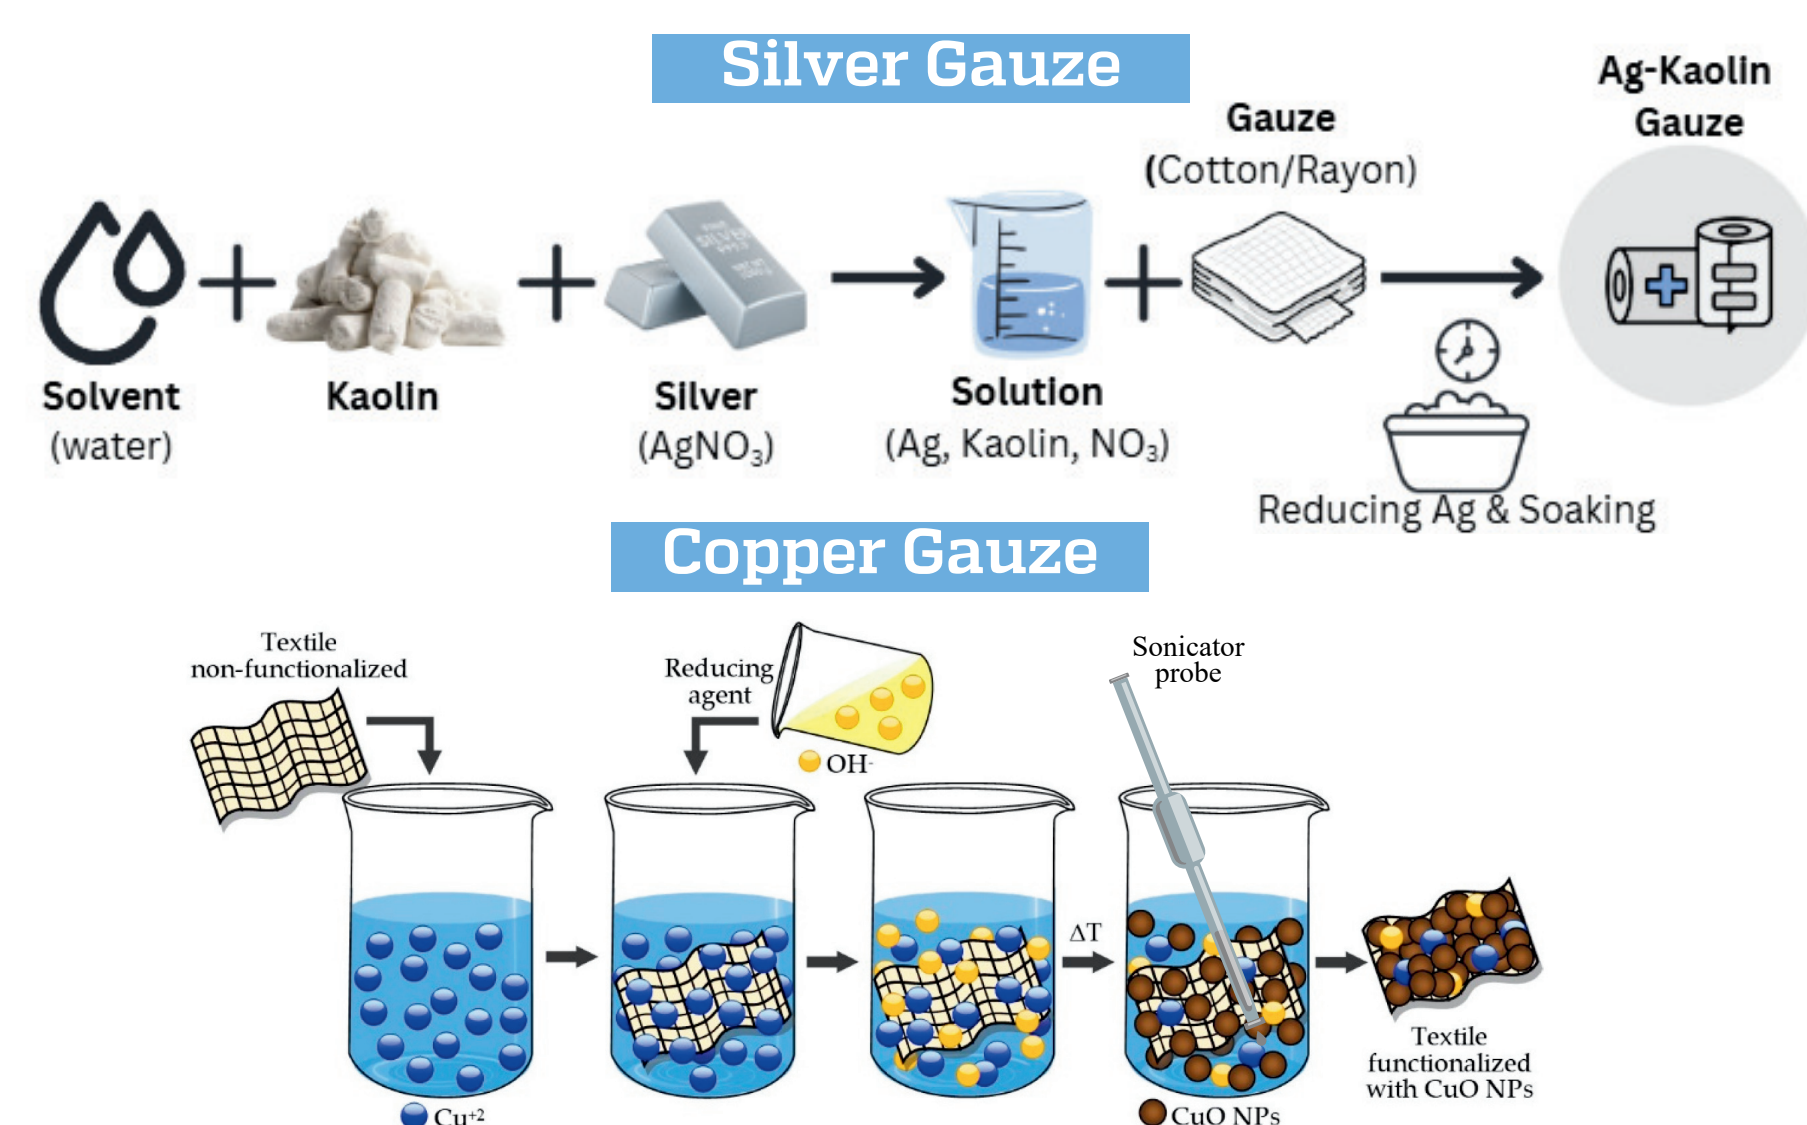 Silver Gauze
Ag-Kaolin
Gauze
Gauze
(Cotton/Rayon)
Solvent
(water)
Kaolin
Silver
(AgNO₃)
Solution
(Ag, Kaolin, NO₃)
Reducing Ag & Soaking
Copper Gauze
Textile
non-functionalized
Reducing
agent
OH-
Sonicator
probe
ΔT
Cu+2
CuO NPs
Textile
functionalized
with CuO NPs